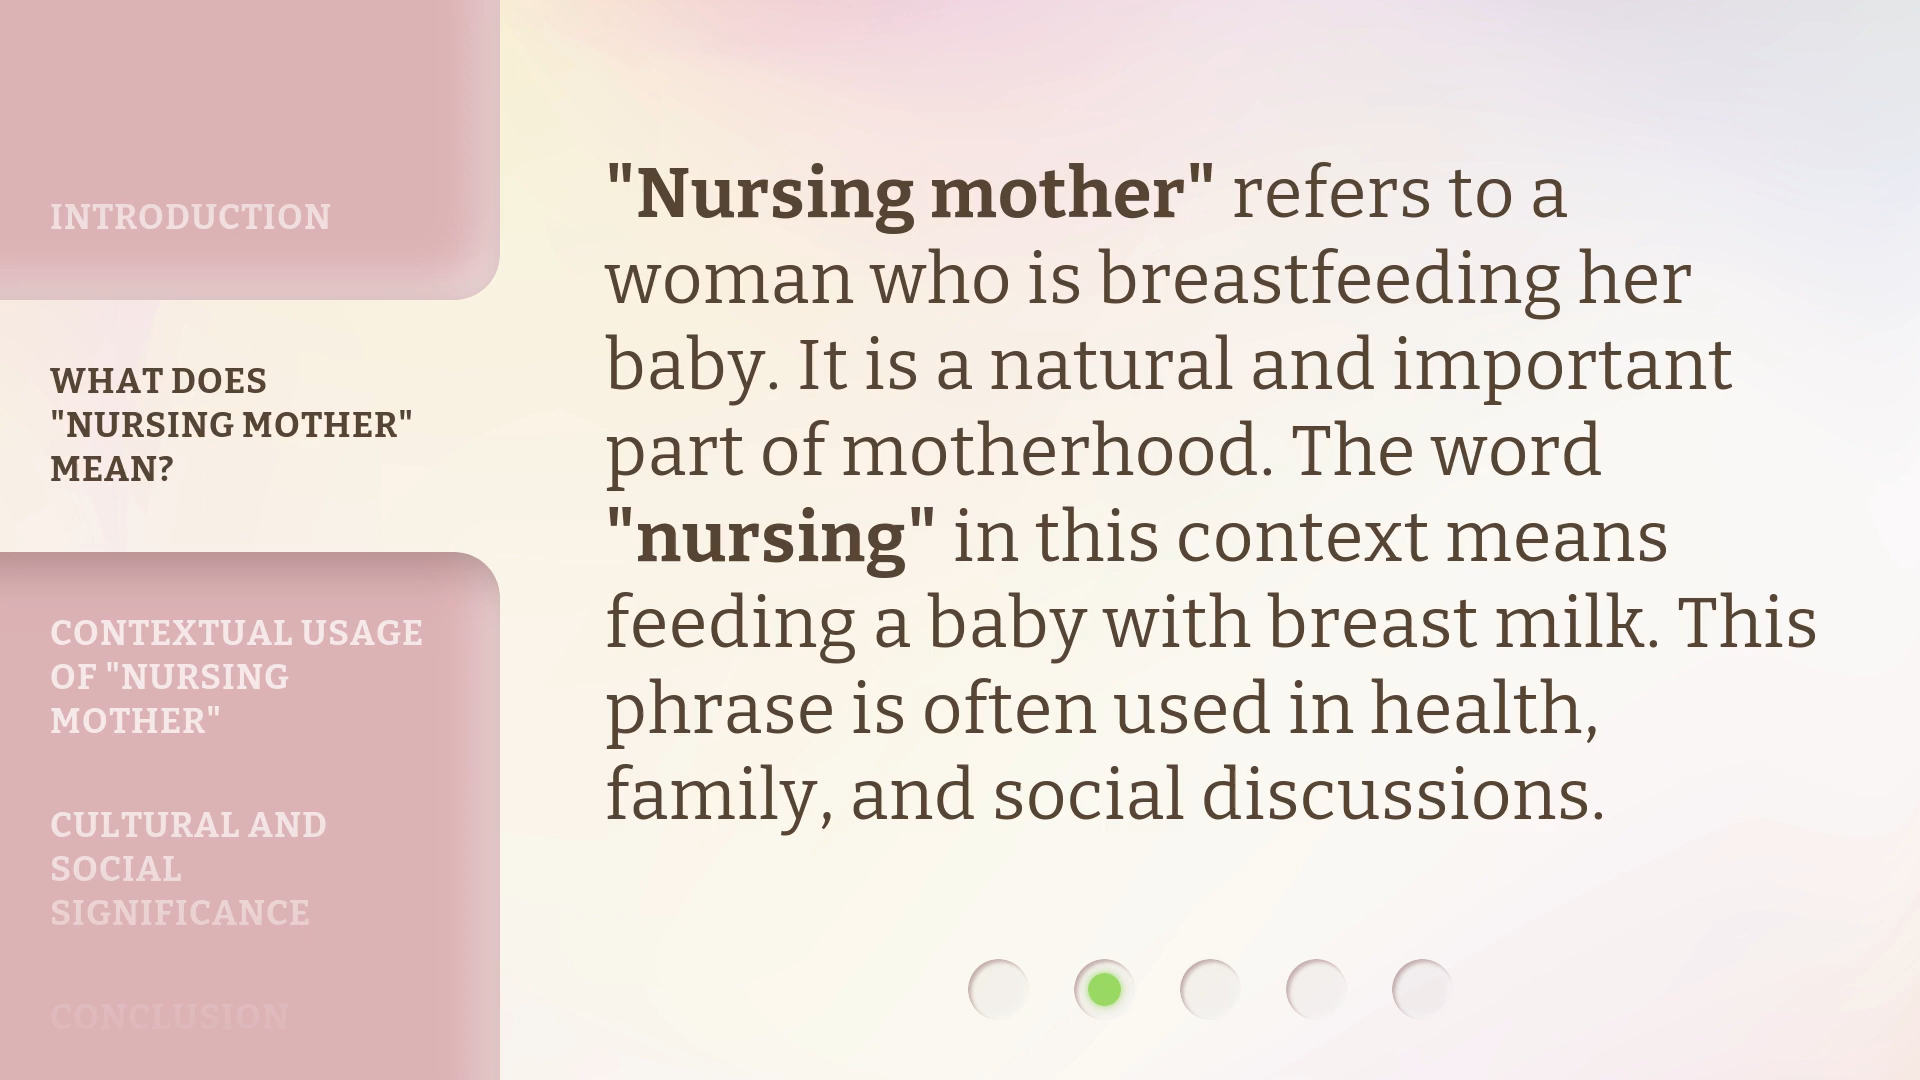 INTRODUCTION
WHAT DOES
"NURSING MOTHER"
MEAN?
CONTEXTUAL USAGE
OF "NURSING
MOTHER"
CULTURAL AND
SOCIAL
SIGNIFICANCE
CONCLUSION
"Nursing mother" refers to a
woman who is breastfeeding her
baby. It is a natural and important
part of motherhood. The word
"nursing" in this context means
feeding a baby with breast milk. This
phrase is often used in health,
family, and social discussions.